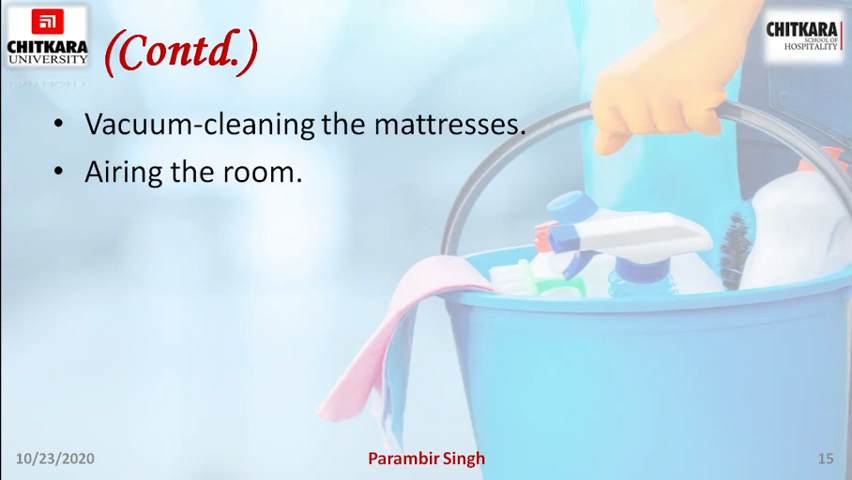 CHITKARA
UNIVERSITY
(Contd.)
CHITKARA
SCHOOL OF
HOSPITALITY
• Vacuum-cleaning the mattresses.
• Airing the room.
10/23/2020
Parambir Singh
15